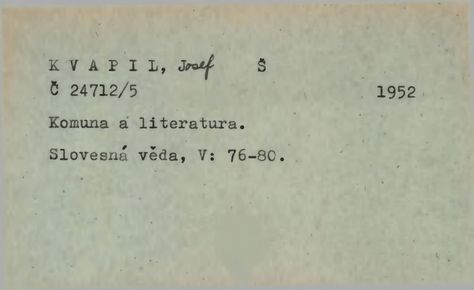 K V A P I L, Josef Š
Č 24712/5 1952
Komuna a literatura.
Slovesná věda, V: 76-80.